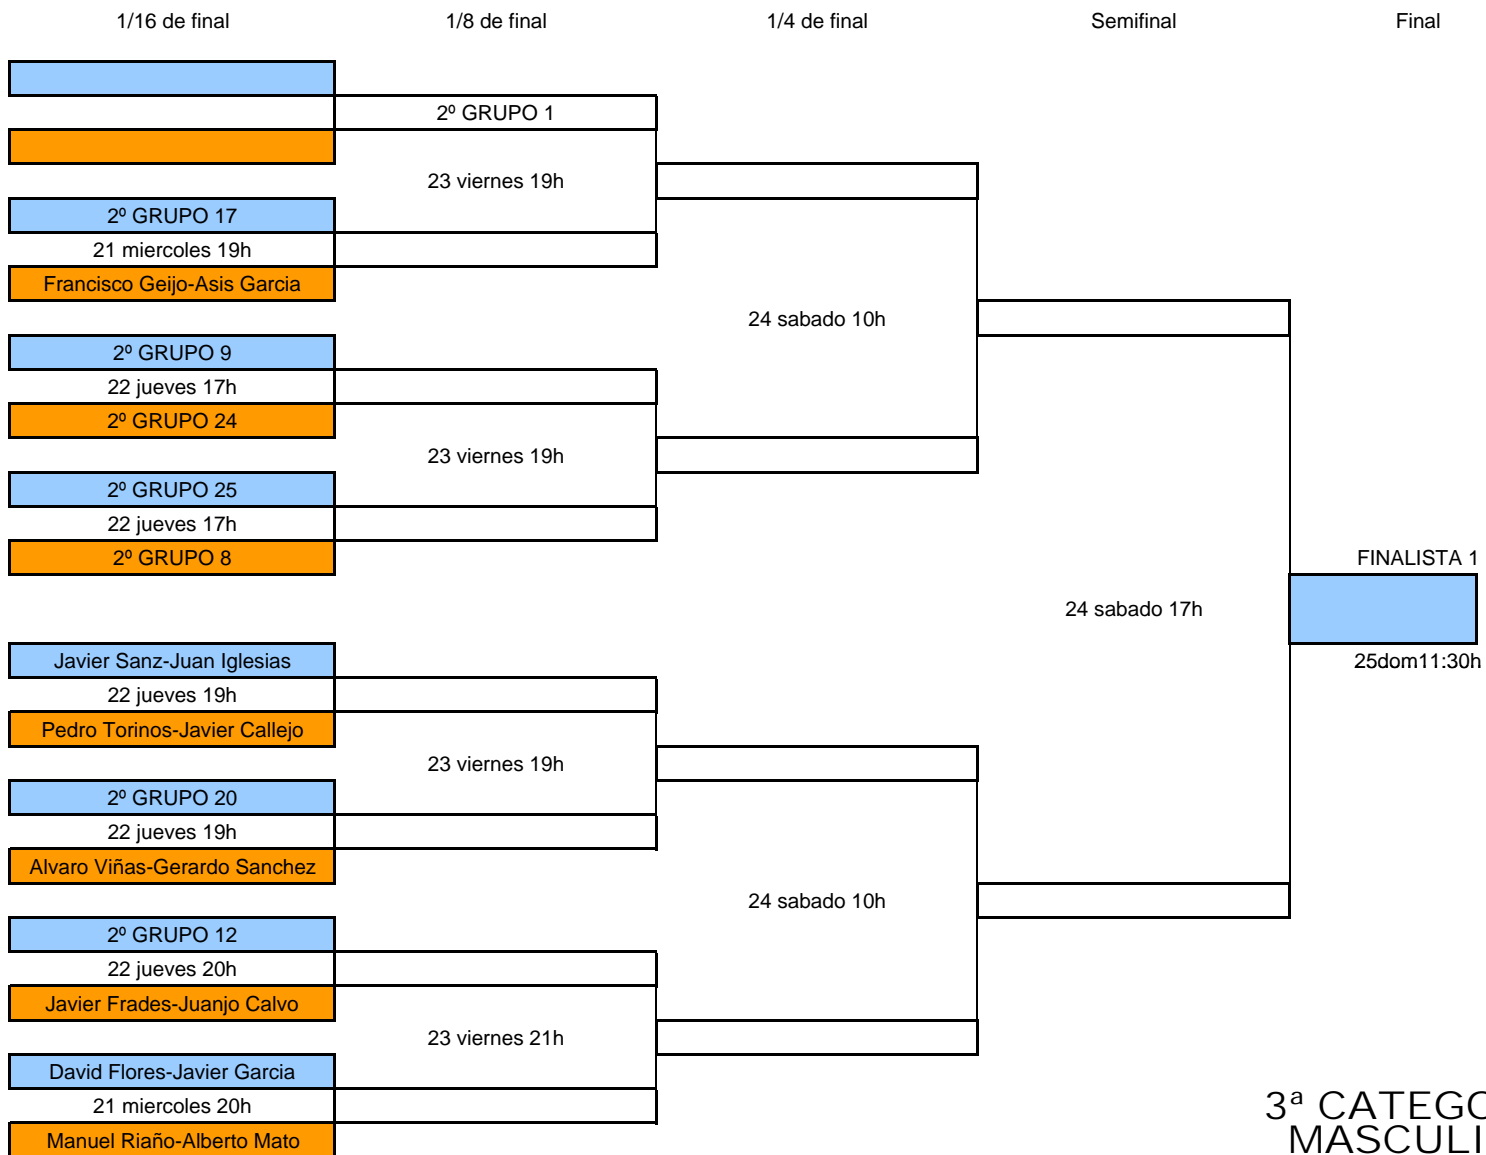 1/16 de final
1/8 de final
1/4 de final
Semifinal
Final
2º GRUPO 1
23 viernes 19h
2º GRUPO 17
21 miercoles 19h
Francisco Geijo-Asis Garcia
24 sabado 10h
2º GRUPO 9
22 jueves 17h
2º GRUPO 24
23 viernes 19h
2º GRUPO 25
22 jueves 17h
2º GRUPO 8
FINALISTA 1
24 sabado 17h
Javier Sanz-Juan Iglesias
25dom11:30h
22 jueves 19h
Pedro Torinos-Javier Callejo
23 viernes 19h
2º GRUPO 20
22 jueves 19h
Alvaro Viñas-Gerardo Sanchez
24 sabado 10h
2º GRUPO 12
22 jueves 20h
Javier Frades-Juanjo Calvo
23 viernes 21h
David Flores-Javier Garcia
21 miercoles 20h
Manuel Riaño-Alberto Mato
3ª CATEGO
MASCULI